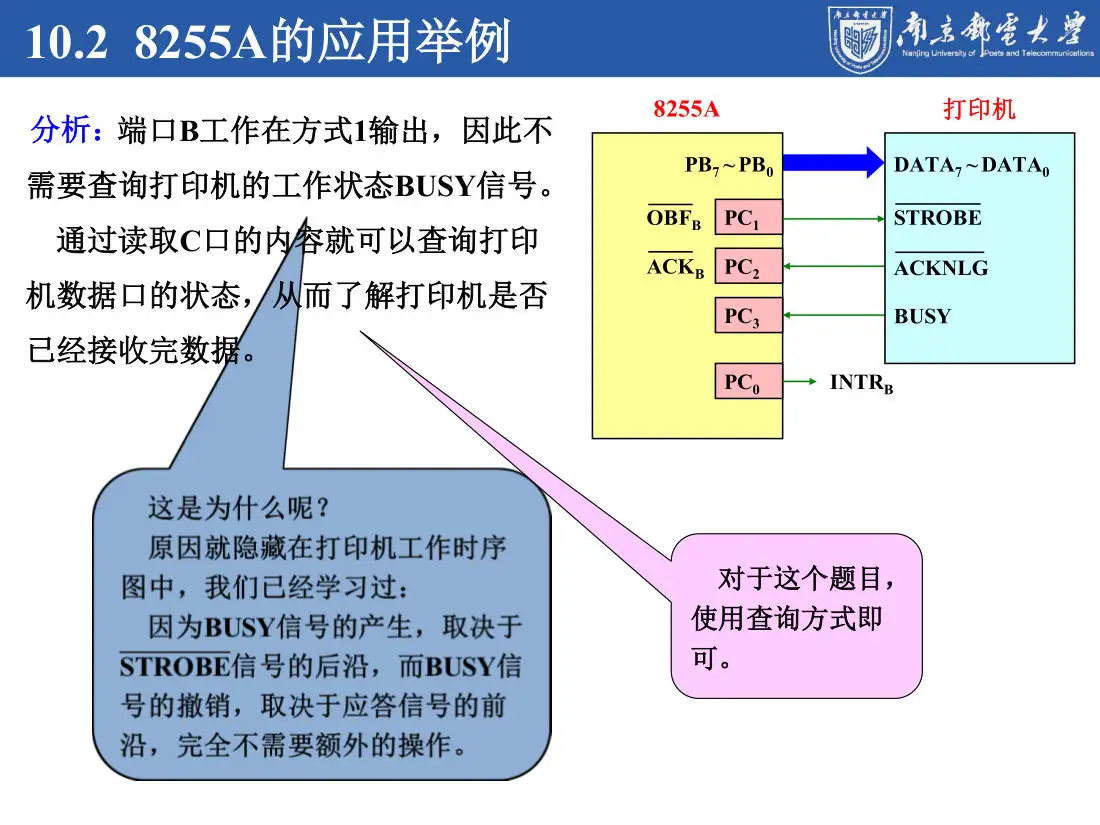 10.2 8255A的应用举例
南京邮电大学
Nanjing University of Posts and Telecommunications
分析：端口B工作在方式1输出，因此不
需要查询打印机的工作状态BUSY信号。
通过读取C口的内容就可以查询打印
机数据口的状态，从而了解打印机是否
已经接收完数据。
8255A
打印机
PB7 ~ PB0
DATA7 ~ DATA0
OBFB
PC1
STROBE
ACKB
PC2
ACKNLG
PC3
BUSY
PC0
INTRB
这是为什么呢？
原因就隐藏在打印机工作时序
图中，我们已经学习过：
因为BUSY信号的产生，取决于
STROBE信号的后沿，而BUSY信
号的撤销，取决于应答信号的前
沿，完全不需要额外的操作。
对于这个题目，
使用查询方式即
可。